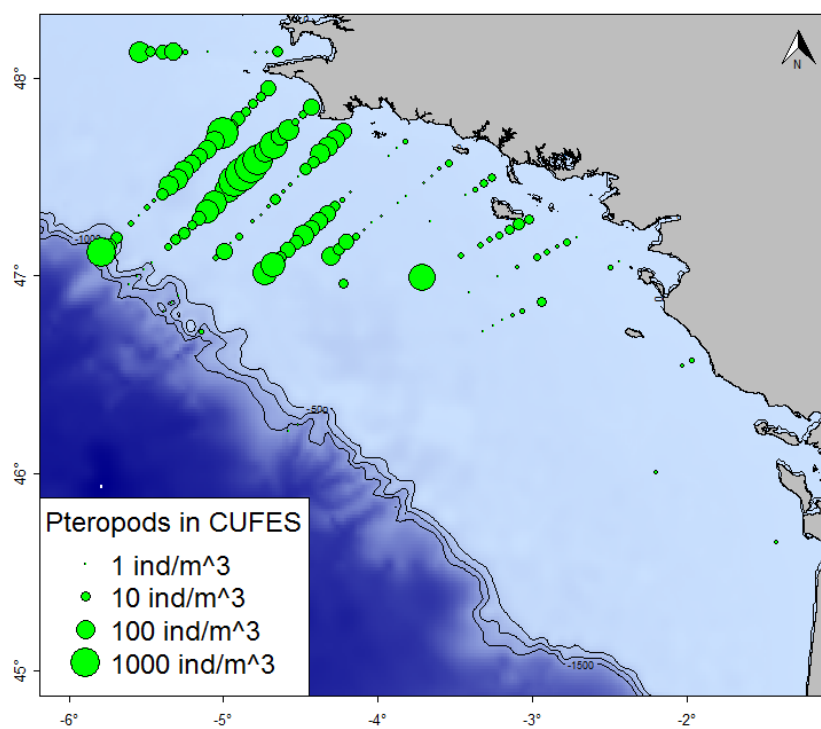 N
48°
47°
46°
45°
-1000
-500
-1500
Pteropods in CUFES
1 ind/m^3
10 ind/m^3
100 ind/m^3
1000 ind/m^3
-6° -5° -4° -3° -2°